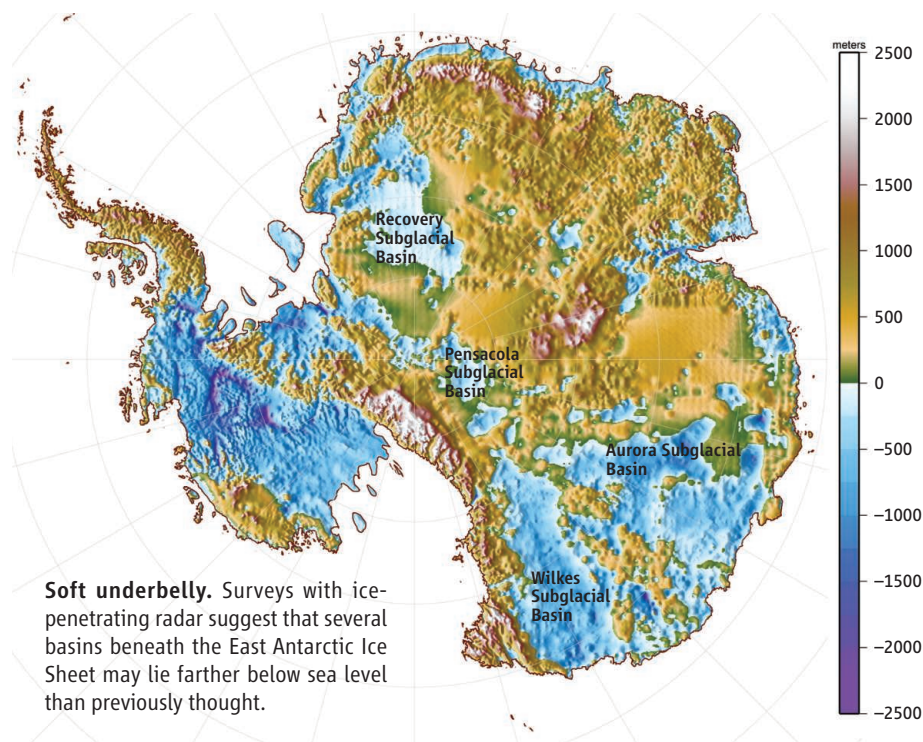 meters
2500
2000
1500
1000
500
0
−500
−1000
−1500
−2000
−2500
Recovery
Subglacial
Basin
Pensacola
Subglacial
Basin
Aurora Subglacial
Basin
Wilkes
Subglacial
Basin
Soft underbelly. Surveys with ice-
penetrating radar suggest that several
basins beneath the East Antarctic Ice
Sheet may lie farther below sea level
than previously thought.